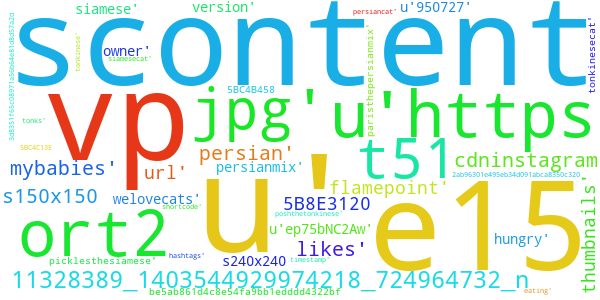 siamese'
version'
persiancat'
u'950727'
scontent
tonkinese'
owner'
siamesecat'
tonkinesecat'
vp
jpg
'u'https
5BC4B458
paristhepersianmix'
tonks'
5BC4C13E
persian'
t51
cdninstagram
mybabies'
url'
persianmix'
2ab96301e495eb34d091abca8350c320
u'
e15
flamepoint'
s150x150
welovecats'
shortcode'
5B8E3120
thumbnails
ort2
poshthetonkinese'
u'ep75bNC2Aw'
hungry'
likes'
hashtags'
picklesthesiamese'
s240x240
timestamp'
11328389_1403544929974218_724964732_n
be5ab861d4c8e54fa9bb1edddd4322bf
eating'